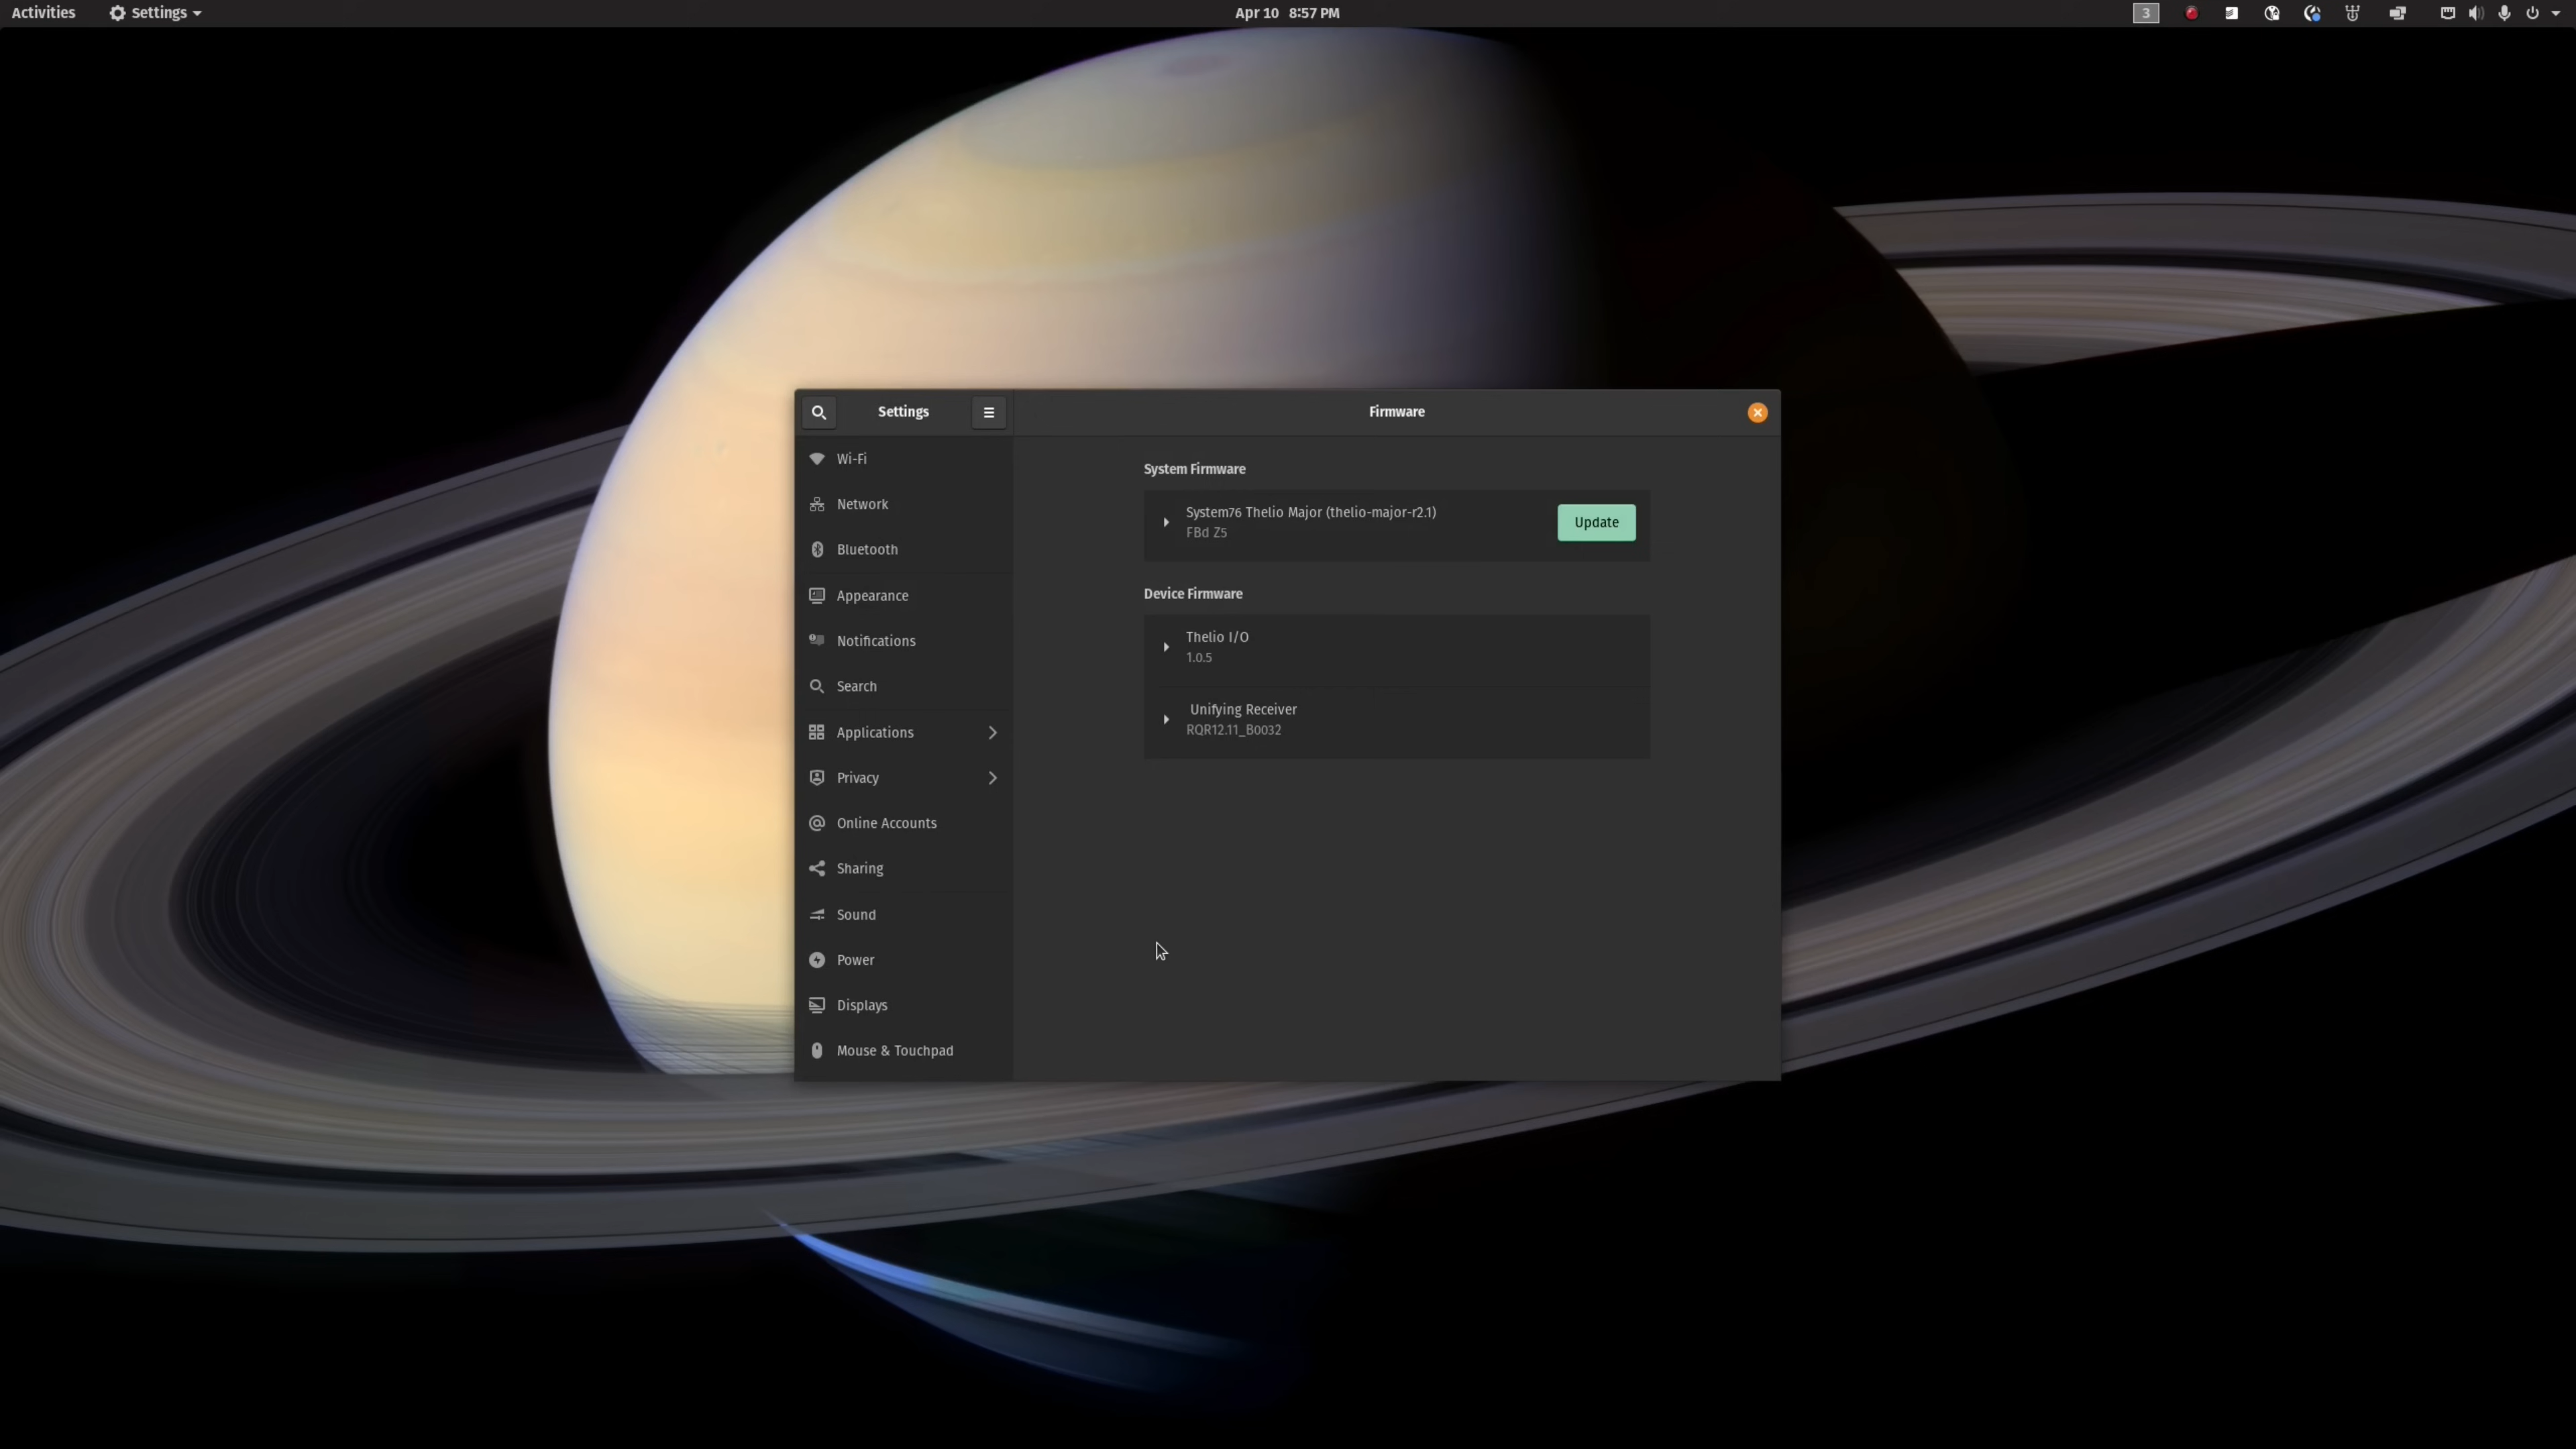 Activities
Settings
Apr 10 8:57 PM
3
Settings
Firmware
Wi-Fi
Network
Bluetooth
Appearance
Notifications
Search
Applications
Privacy
Online Accounts
Sharing
Sound
Power
Displays
Mouse & Touchpad
System Firmware
System76 Thelio Major (thelio-major-r2.1)
FBd Z5
Update
Device Firmware
Thelio I/O
1.0.5
Unifying Receiver
RQR12.11_B0032